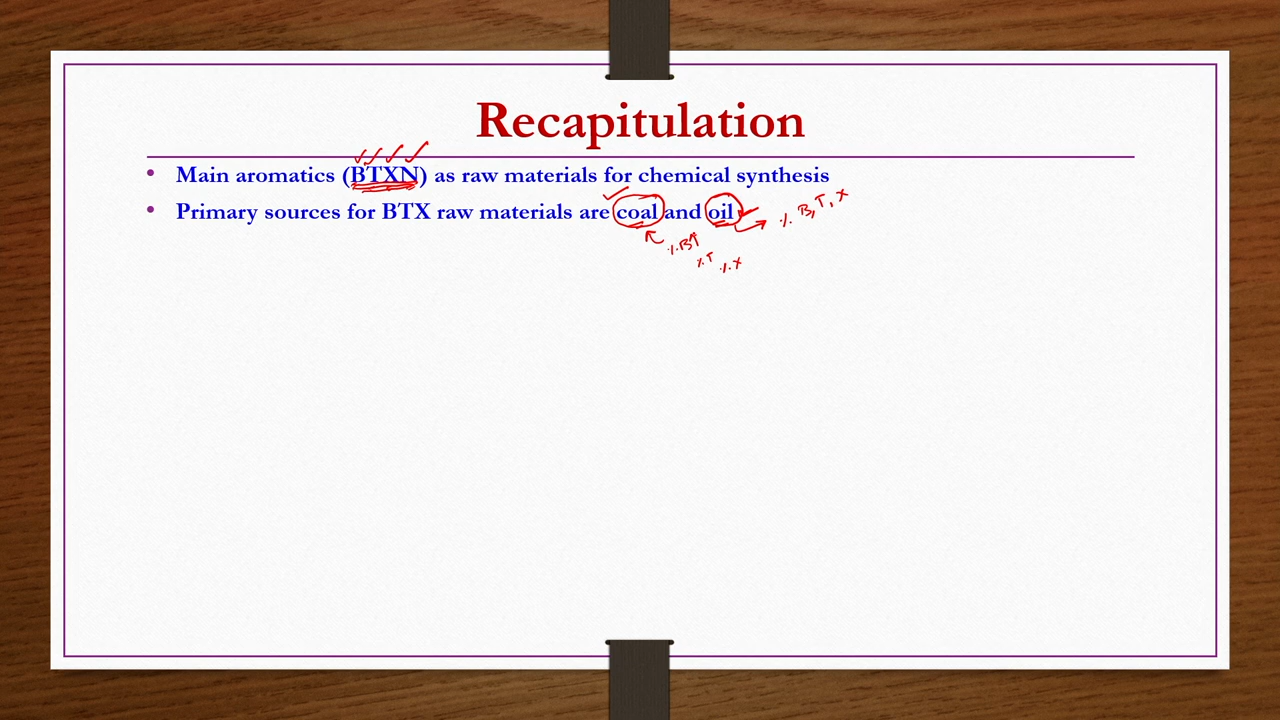 Recapitulation
• Main aromatics (BTXN) as raw materials for chemical synthesis
• Primary sources for BTX raw materials are coal and oil
% B, T, X
% B↑
% T
% X